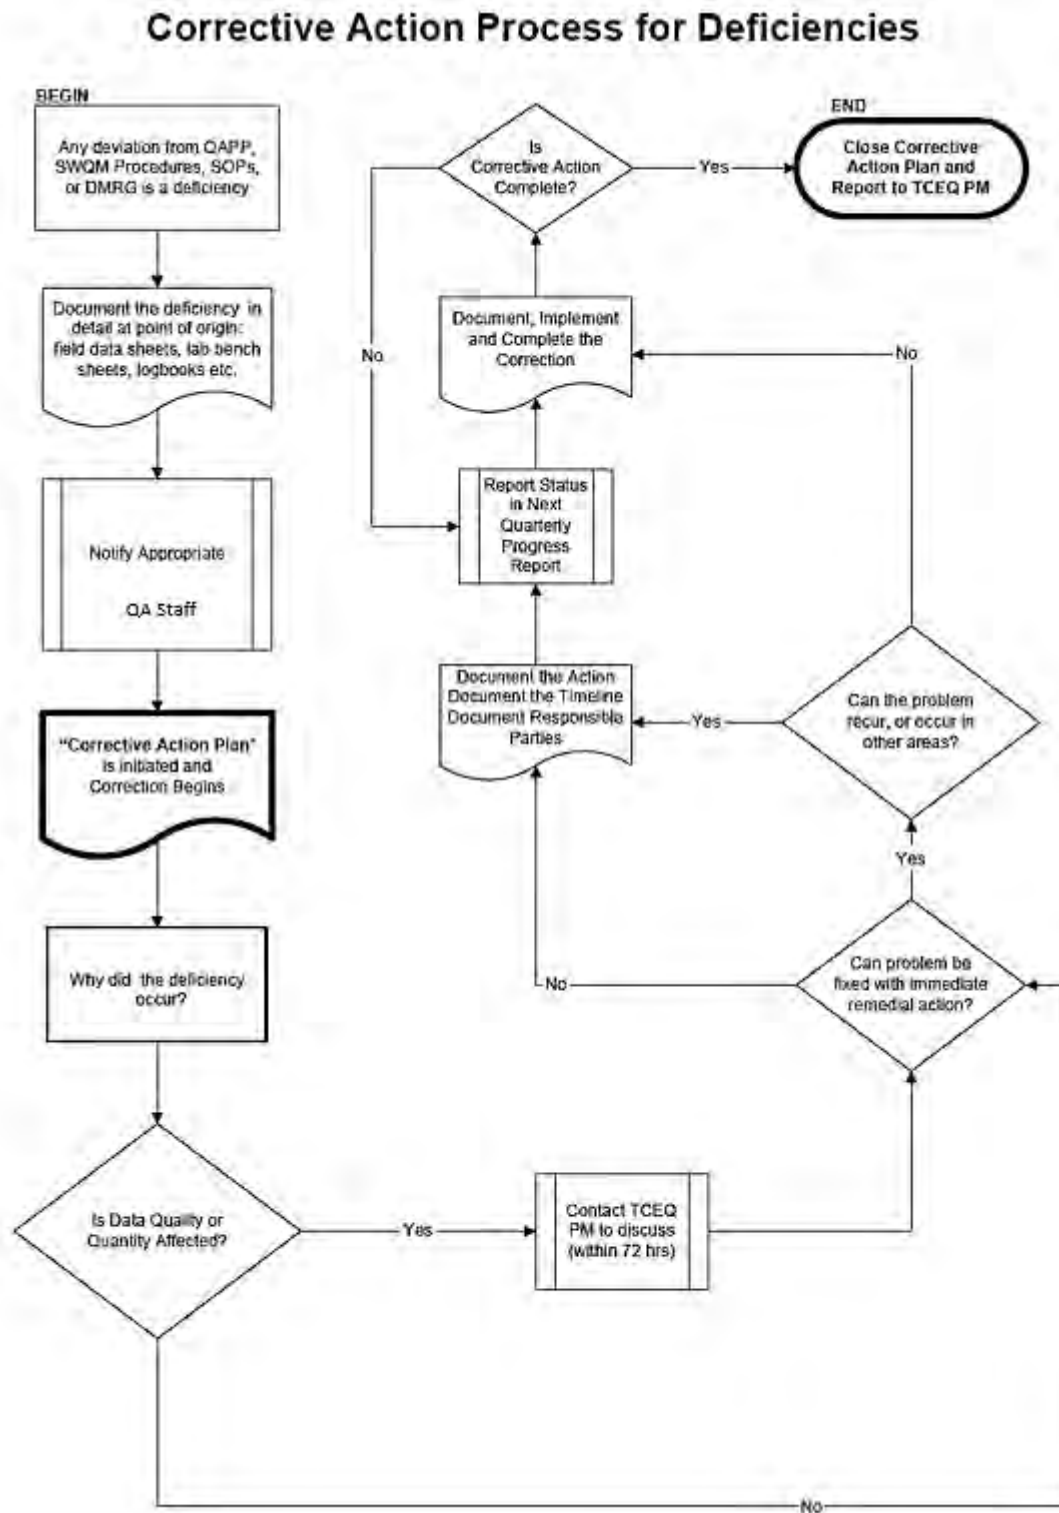 Corrective Action Process for Deficiencies
BEGIN
Any deviation from QAPP,
SWQM Procedures, SOPs,
or DMRG is a deficiency
Document the deficiency in
detail at point of origin:
field data sheets, lab bench
sheets, logbooks etc.
Notify Appropriate
QA Staff
“Corrective Action Plan"
is initiated and
Correction Begins
Why did the deficiency
occur?
Is Data Quality or
Quantity Affected?
Yes
Contact TCEQ
PM to discuss
(within 72 hrs)
No
Can problem be
fixed with immediate
remedial action?
No
Yes
Can the problem
recur, or occur in
other areas?
Yes
No
Document the Action
Document the Timeline
Document Responsible
Parties
Report Status
in Next
Quarterly
Progress
Report
Document, Implement
and Complete the
Correction
Is
Corrective Action
Complete?
No
Yes
END
Close Corrective
Action Plan and
Report to TCEQ PM